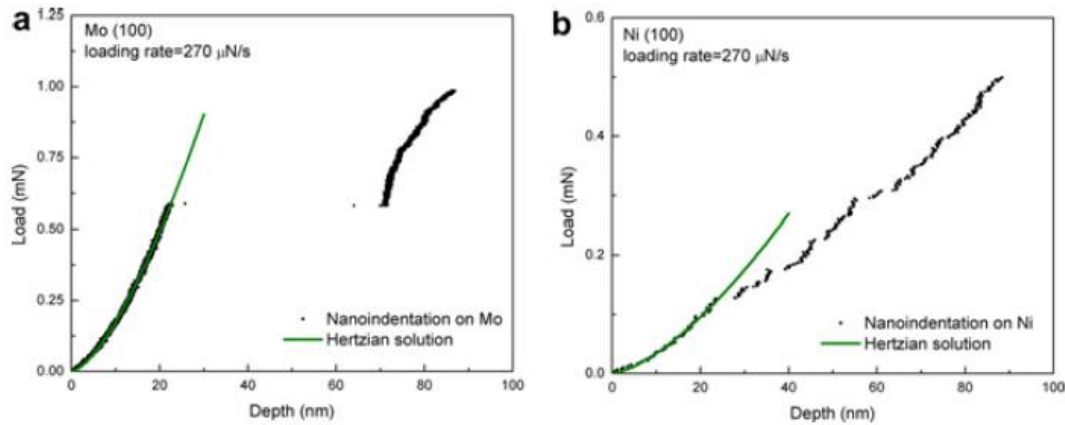 a
Mo (100)
loading rate=270 μN/s
1.25
1.00
0.75
0.50
0.25
0.00
Load (mN)
Nanoindentation on Mo
Hertzian solution
0 20 40 60 80 100
Depth (nm)
b
Ni (100)
loading rate=270 μN/s
0.6
0.4
0.2
0.0
Load (mN)
Nanoindentation on Ni
Hertzian solution
0 20 40 60 80 100
Depth (nm)